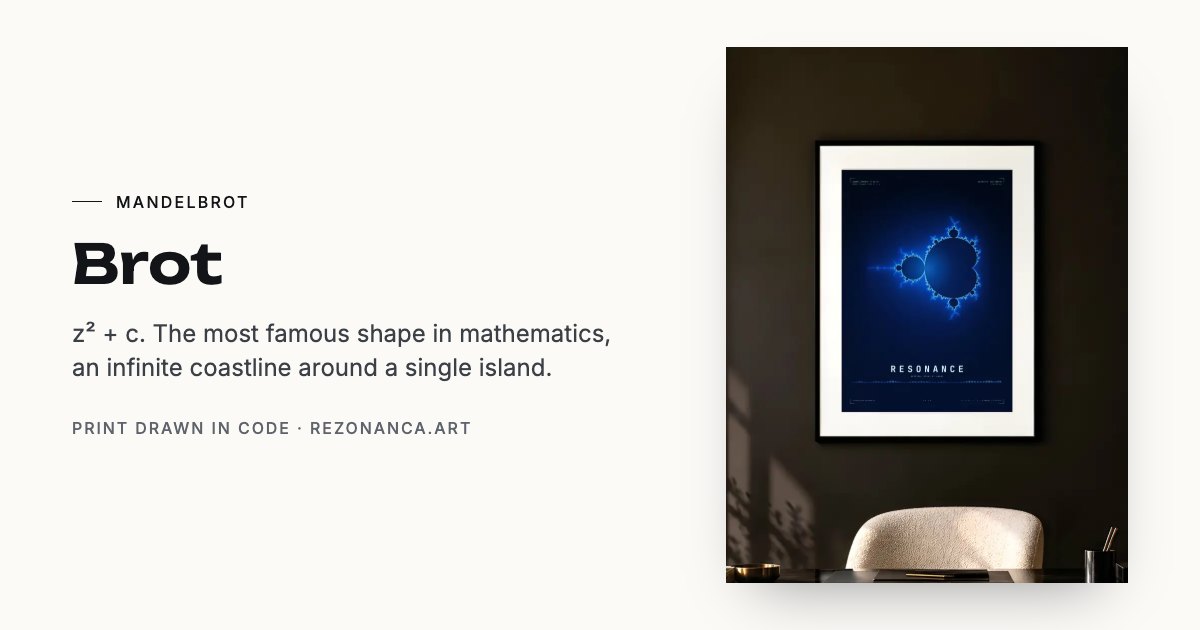 MANDELBROT
Brot
z² + c. The most famous shape in mathematics,
an infinite coastline around a single island.
PRINT DRAWN IN CODE · REZONANCA.ART
RESONANCE